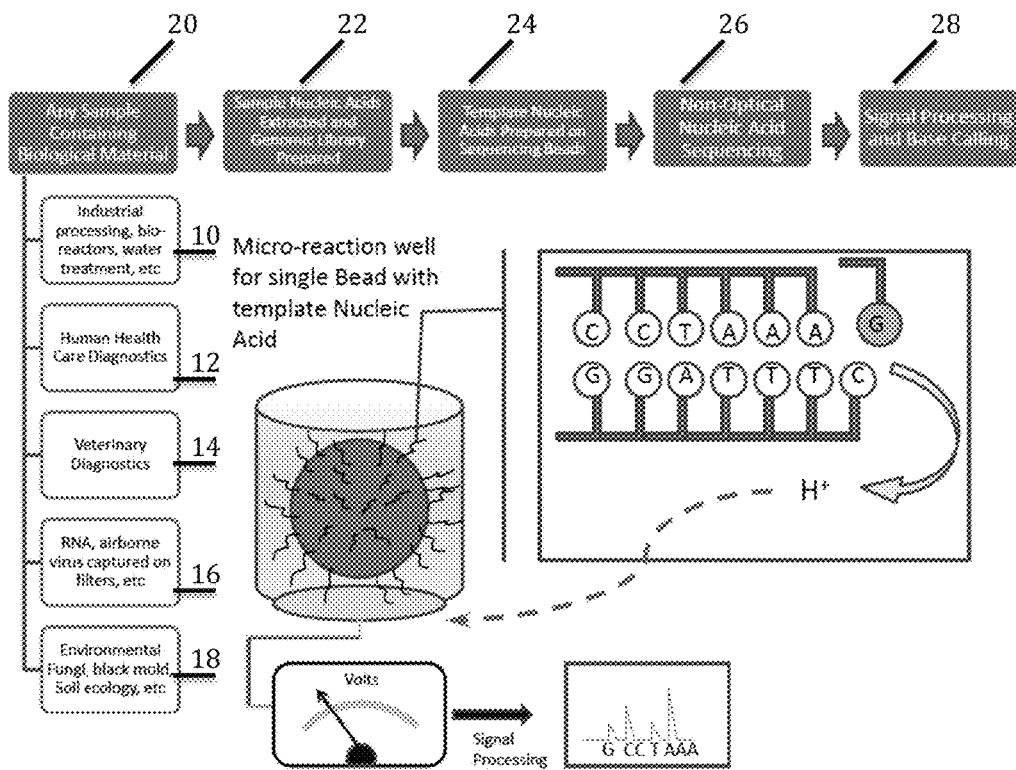 20
22
24
26
28
Any Sample
Containing
Biological Material
Sample Nucleic Acids
Extracted and
Genomic Library
Prepared
Template Nucleic
Acids Prepared on
Sequencing Beads
Non-Optical
Nucleic Acid
Sequencing
Signal Processing
and Base Calling
Industrial
processing, bio-
reactors, water
treatment, etc
10
Human Health
Care Diagnostics
12
Veterinary
Diagnostics
14
RNA, airborne
virus captured on
filters, etc
16
Environmental
Fungi, black mold,
Soil ecology, etc
18
Micro-reaction well
for single Bead with
template Nucleic
Acid
C C T A A A G
G G A T T T C
H+
Volts
Signal
Processing
G CC T AAA